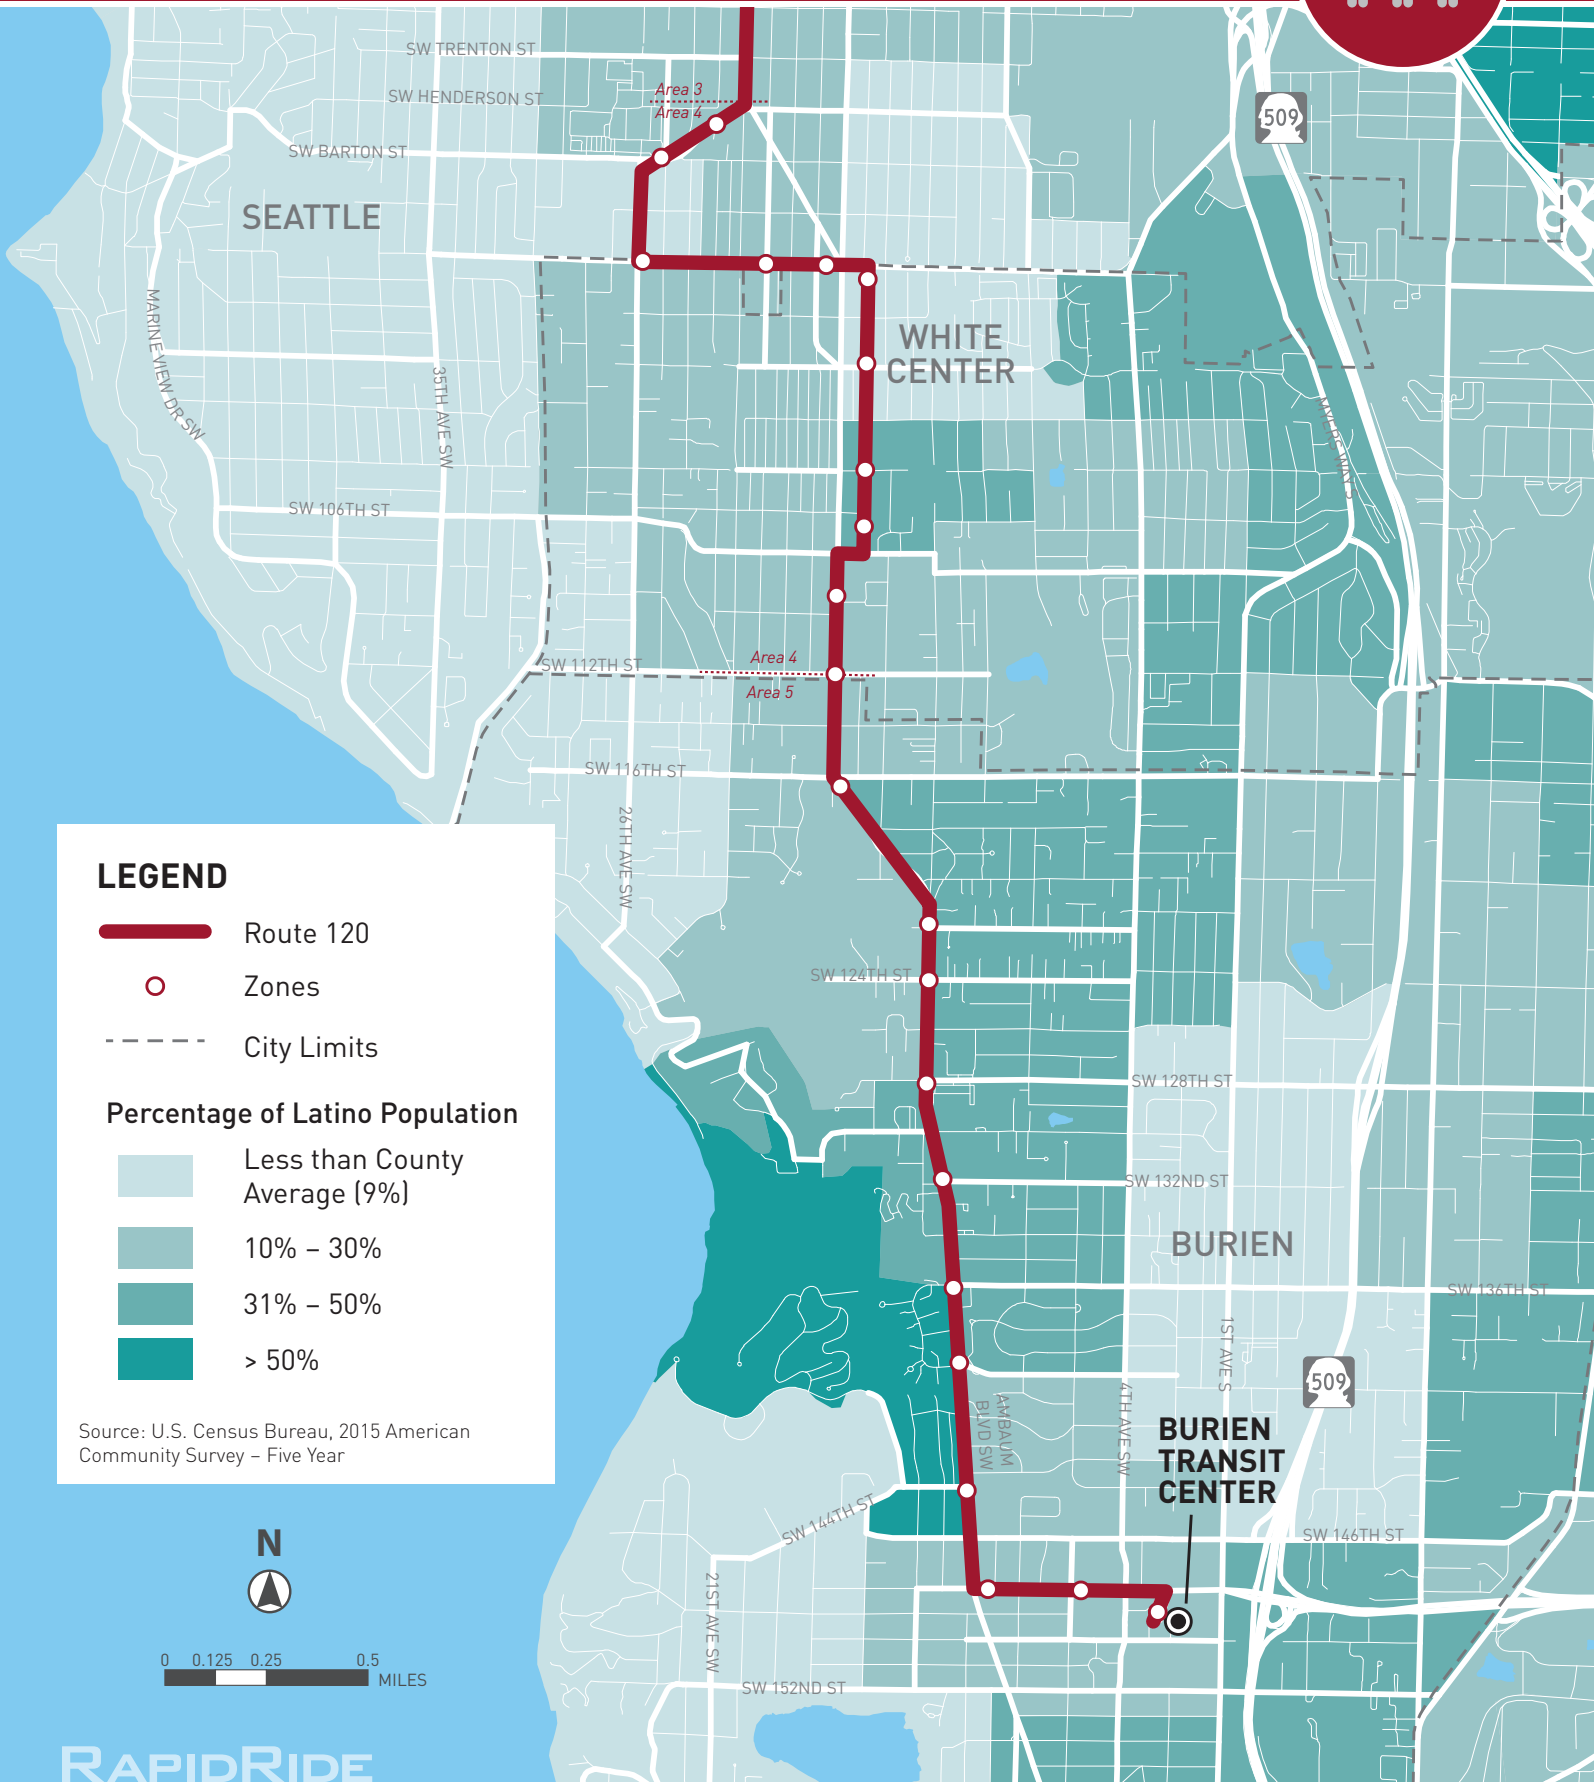 SW TRENTON ST
SW HENDERSON ST
Area 3
Area 4
509
SW BARTON ST
SEATTLE
MARINE VIEW DR SW
35TH AVE SW
WHITE
CENTER
MYERS WAY S
SW 106TH ST
SW 112TH ST
Area 4
Area 5
SW 116TH ST
26TH AVE SW
LEGEND
Route 120
Zones
City Limits
Percentage of Latino Population
Less than County
Average (9%)
10% – 30%
31% – 50%
> 50%
Source: U.S. Census Bureau, 2015 American
Community Survey – Five Year
SW 124TH ST
SW 128TH ST
SW 132ND ST
BURIEN
SW 136TH ST
1ST AVE S
509
4TH AVE SW
AMBAUM
BLVD SW
BURIEN
TRANSIT
CENTER
SW 144TH ST
SW 146TH ST
21ST AVE SW
SW 152ND ST
N
0 0.125 0.25 0.5
MILES
RAPIDRIDE